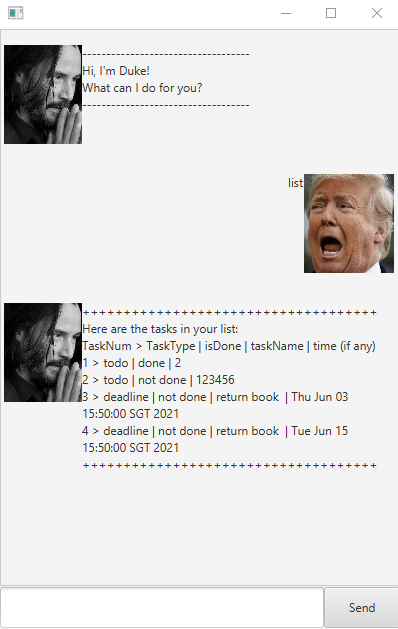 ----------------------------------
Hi, I'm Duke!
What can I do for you?
----------------------------------
list
++++++++++++++++++++++++++++++++++++
Here are the tasks in your list:
TaskNum > TaskType | isDone | taskName | time (if any)
1 > todo | done | 2
2 > todo | not done | 123456
3 > deadline | not done | return book  | Thu Jun 03
15:50:00 SGT 2021
4 > deadline | not done | return book  | Tue Jun 15
15:50:00 SGT 2021
++++++++++++++++++++++++++++++++++++
Send